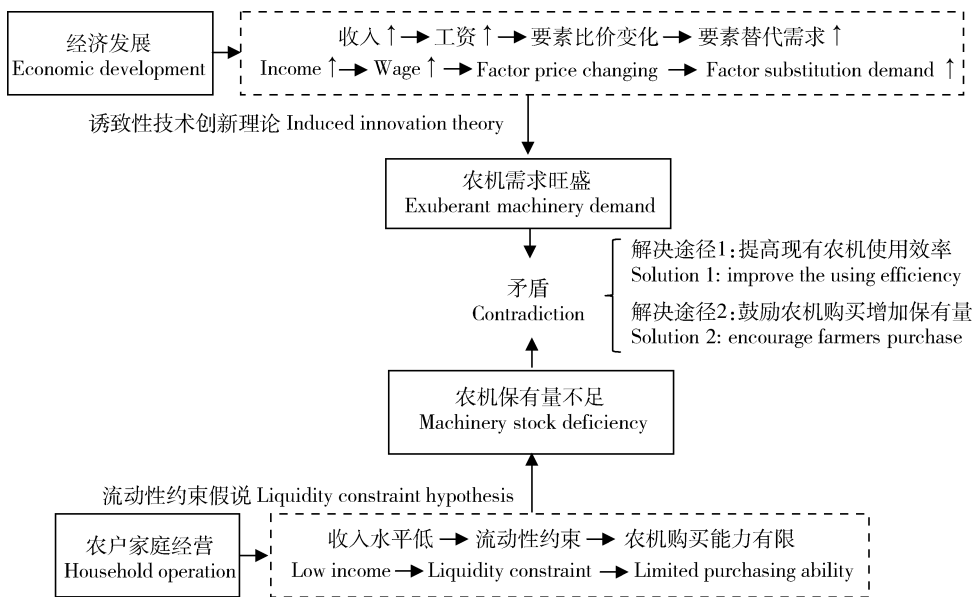 经济发展
Economic development
收入↑→工资↑→要素比价变化→要素替代需求↑
Income↑→Wage↑→Factor price changing→Factor substitution demand↑
诱致性技术创新理论 Induced innovation theory
农机需求旺盛
Exuberant machinery demand
矛盾
Contradiction
解决途径1:提高现有农机使用效率
Solution 1: improve the using efficiency
解决途径2:鼓励农机购买增加保有量
Solution 2: encourage farmers purchase
农机保有量不足
Machinery stock deficiency
流动性约束假说 Liquidity constraint hypothesis
农户家庭经营
Household operation
收入水平低→流动性约束→农机购买能力有限
Low income→Liquidity constraint→Limited purchasing ability